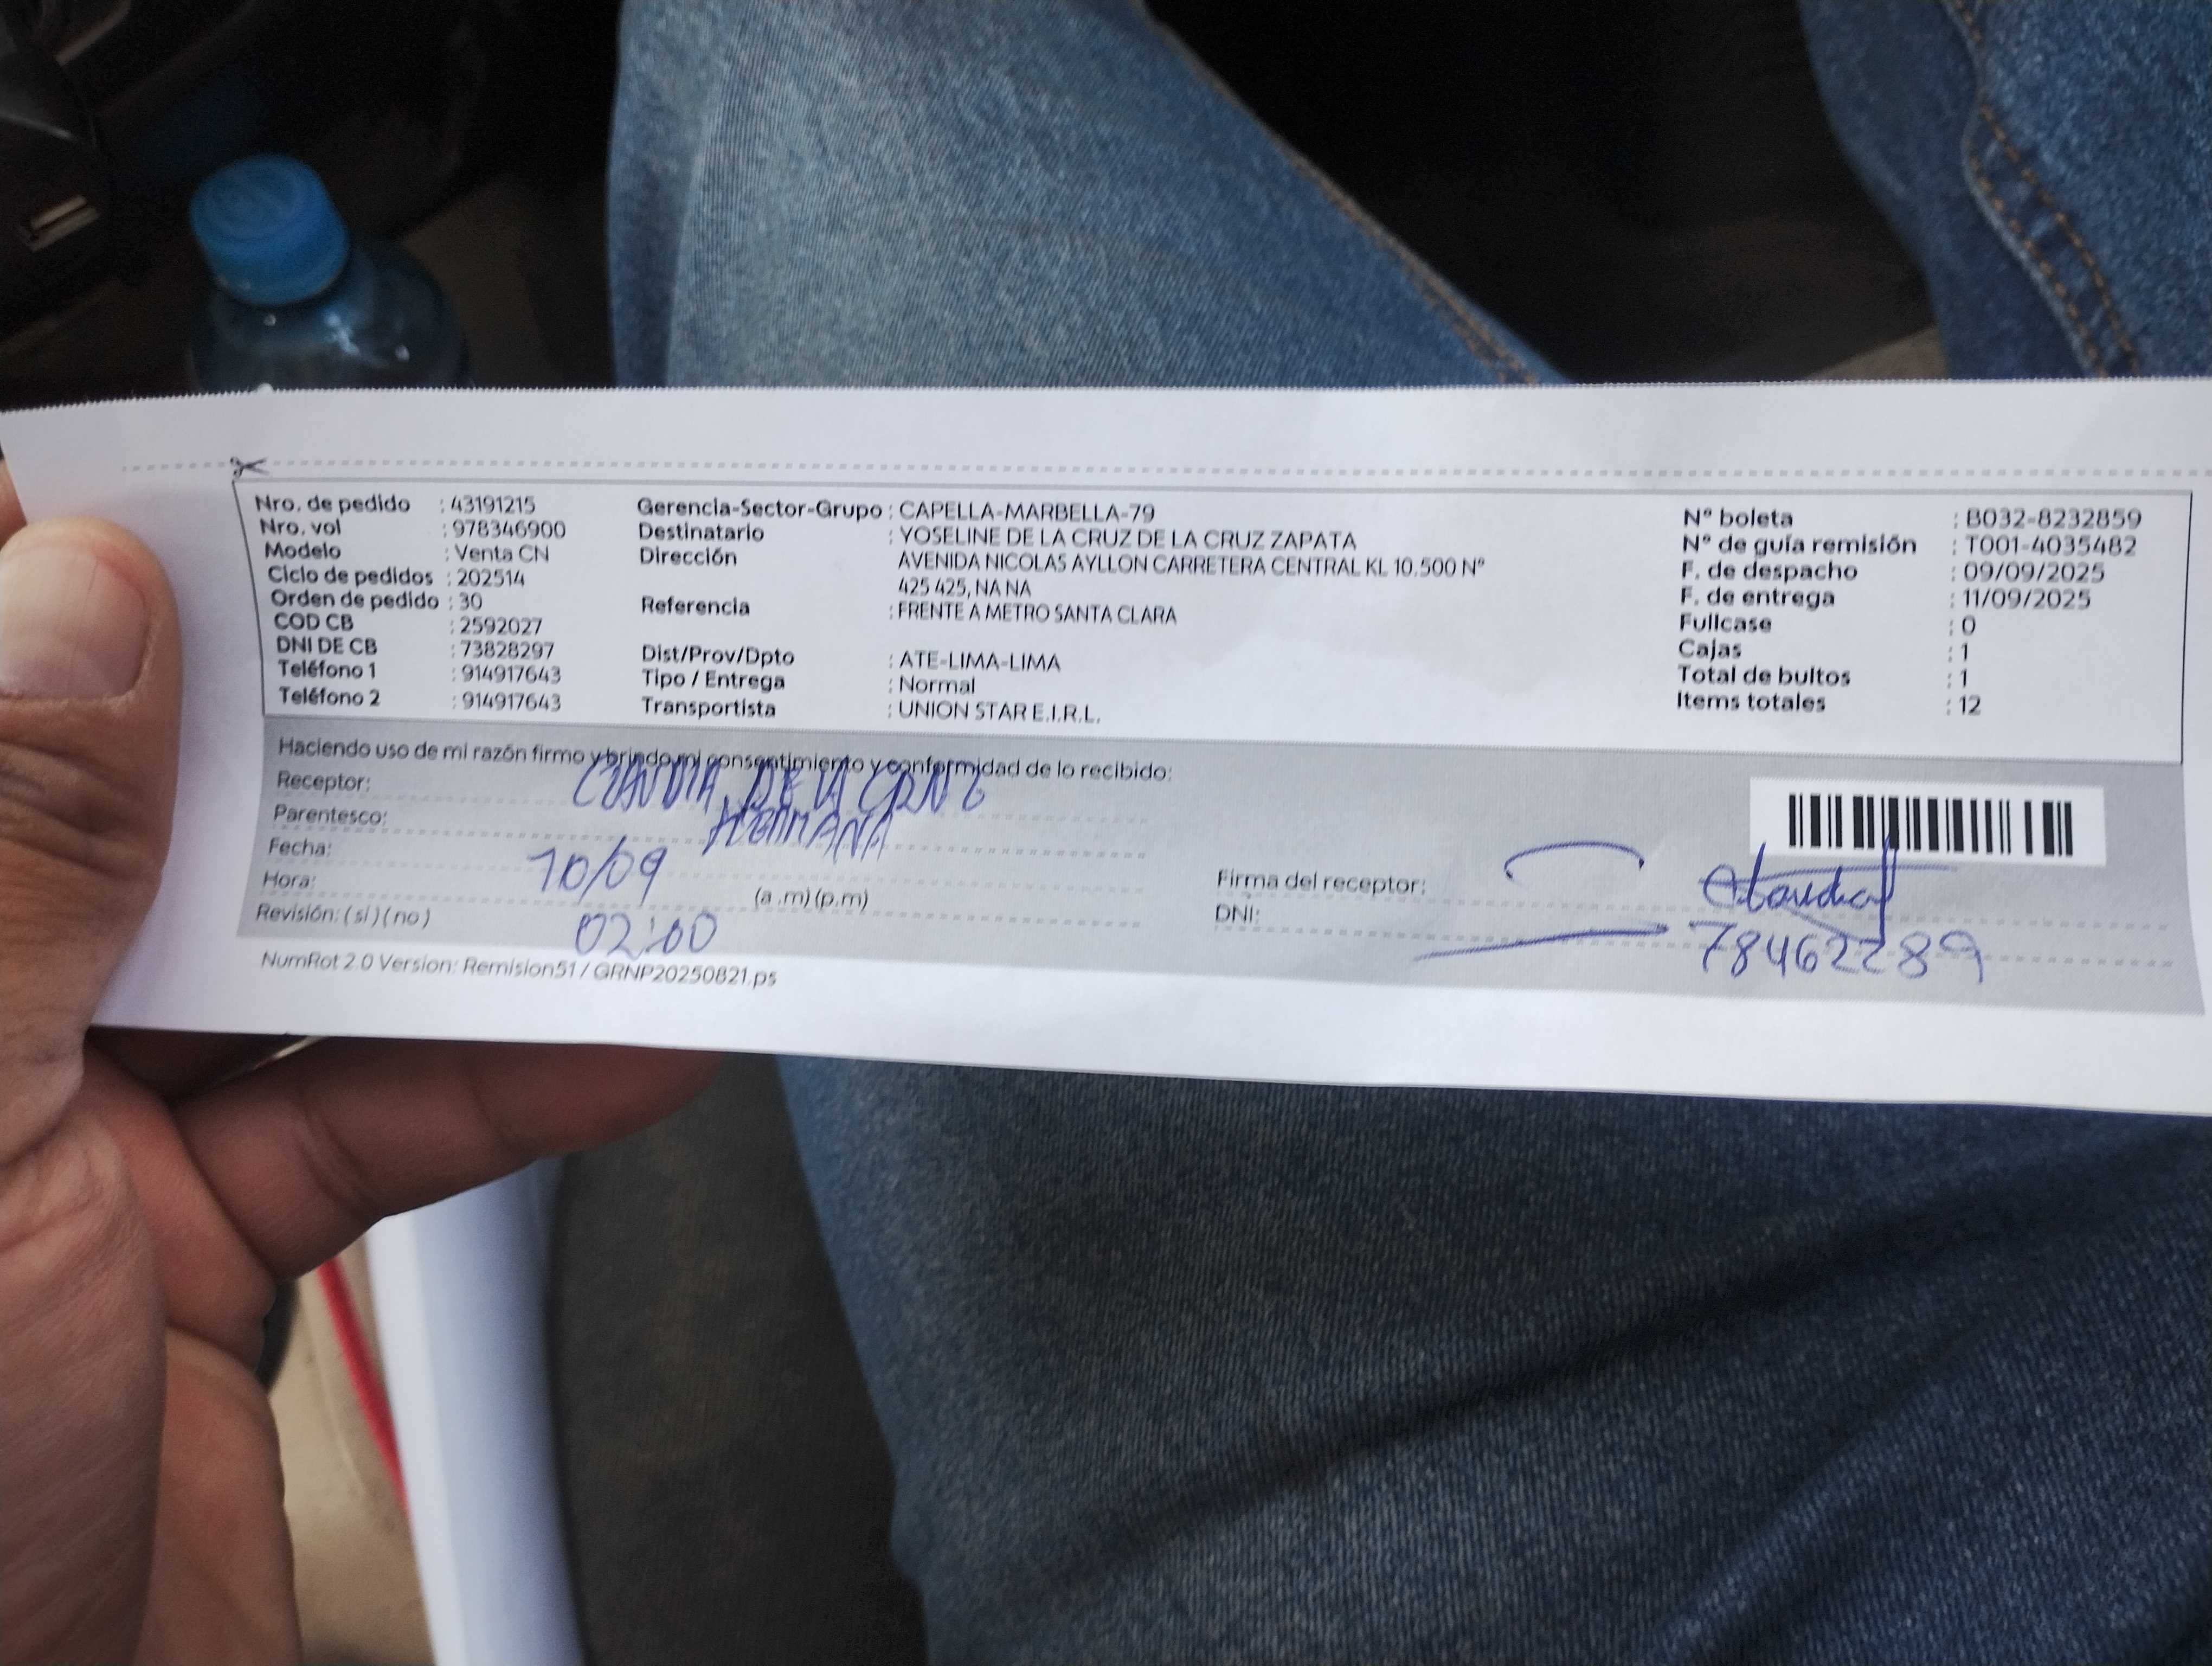 Nro. de pedido : 43191215
Nro. vol : 978346900
Modelo : Venta CN
Ciclo de pedidos : 202514
Orden de pedido : 30
COD CB : 2592027
DNI DE CB : 73828297
Teléfono 1 : 914917643
Teléfono 2 : 914917643
Gerencia-Sector-Grupo : CAPELLA-MARBELLA-79
Destinatario : YOSELINE DE LA CRUZ DE LA CRUZ ZAPATA
Dirección AVENIDA NICOLAS AYLLON CARRETERA CENTRAL KL 10.500 N°
425 425, NA NA
Referencia : FRENTE A METRO SANTA CLARA
Dist/Prov/Dpto : ATE-LIMA-LIMA
Tipo / Entrega : Normal
Transportista : UNION STAR E.I.R.L.
N° boleta : B032-8232859
N° de guía remisión : T001-4035482
F. de despacho : 09/09/2025
F. de entrega : 11/09/2025
Fullcase : 0
Cajas : 1
Total de bultos : 1
Items totales : 12
Haciendo uso de mi razón firmo y brindo mi consentimiento y conformidad de lo recibido:
Receptor: CLAUDIA DE LA CRUZ
Parentesco: HERMANA
Fecha: 10/09
Hora: (a .m) (p.m)
02:00
Revisión: ( si ) ( no )
Firma del receptor: Claudia
DNI: 78462289
NumRot 2.0 Version: Remision51 / GRNP20250821.ps